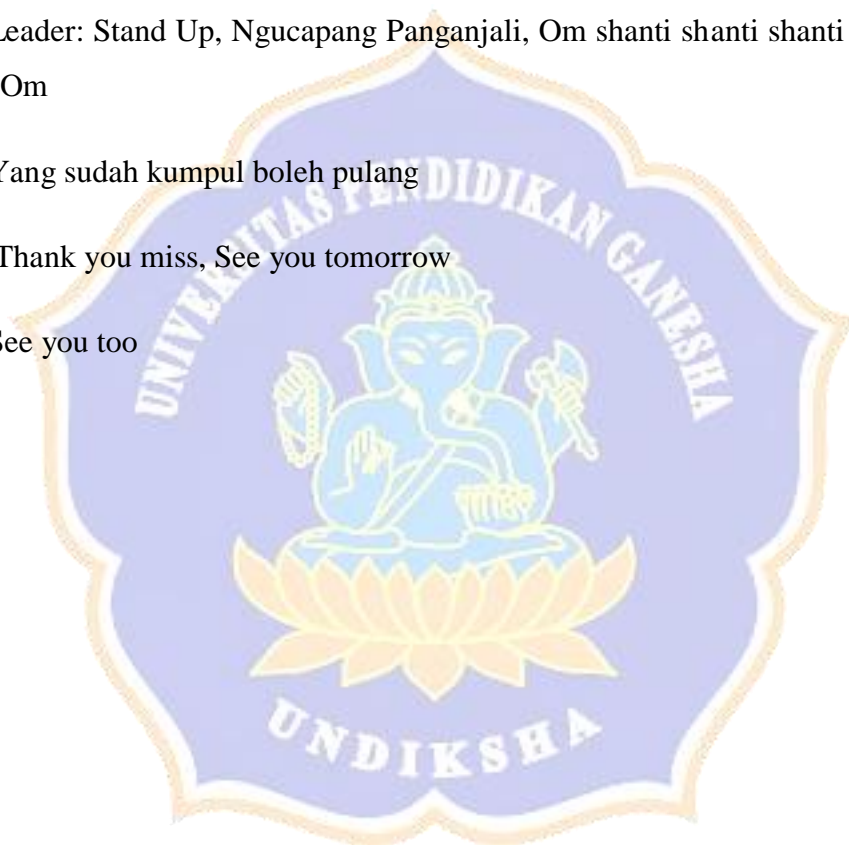 Leader: Stand Up, Ngucapang Panganjali, Om shanti shanti shanti
Om
Yang sudah kumpul boleh pulang
Thank you miss, See you tomorrow
See you too
UNIVERSITAS PENDIDIKAN GANESHA
UNDIKSHA